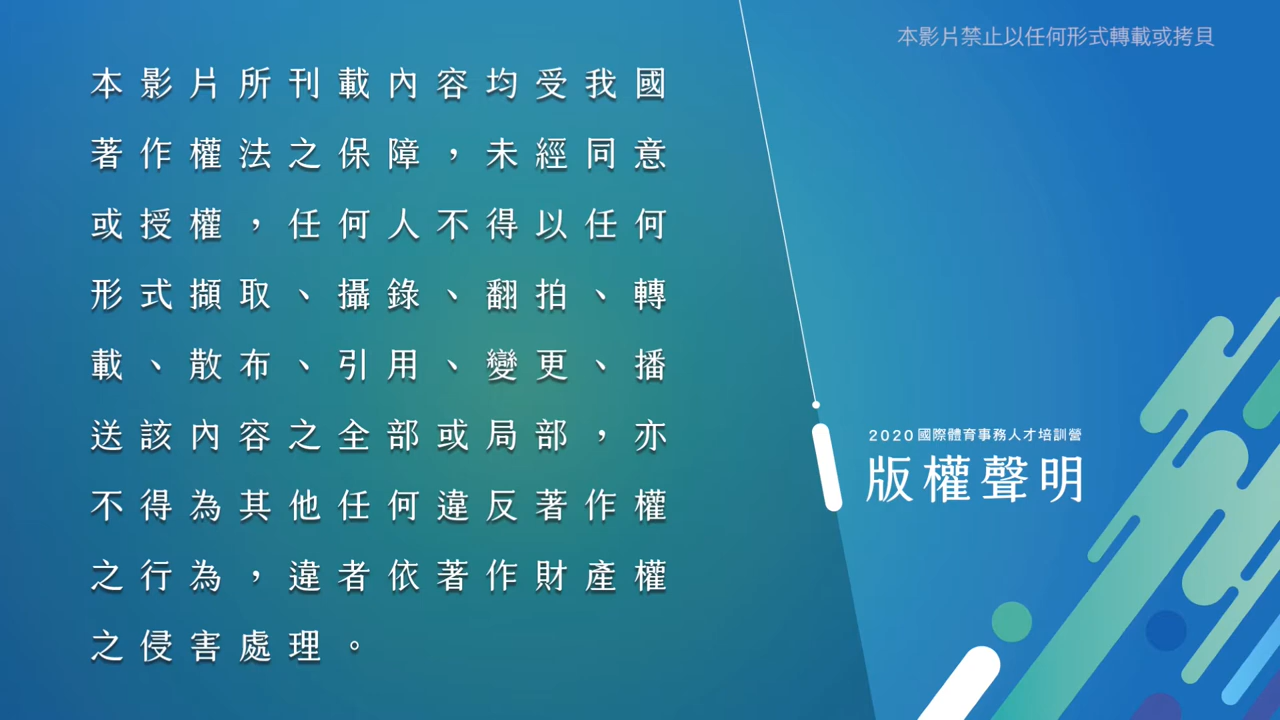 本影片禁止以任何形式轉載或拷貝
本影片所刊載內容均受我國
著作權法之保障，未經同意
或授權，任何人不得以任何
形式擷取、攝錄、翻拍、轉
載、散布、引用、變更、播
送該內容之全部或局部，亦
不得為其他任何違反著作權
之行為，違者依著作財產權
之侵害處理。
2020國際體育事務人才培訓營
版權聲明